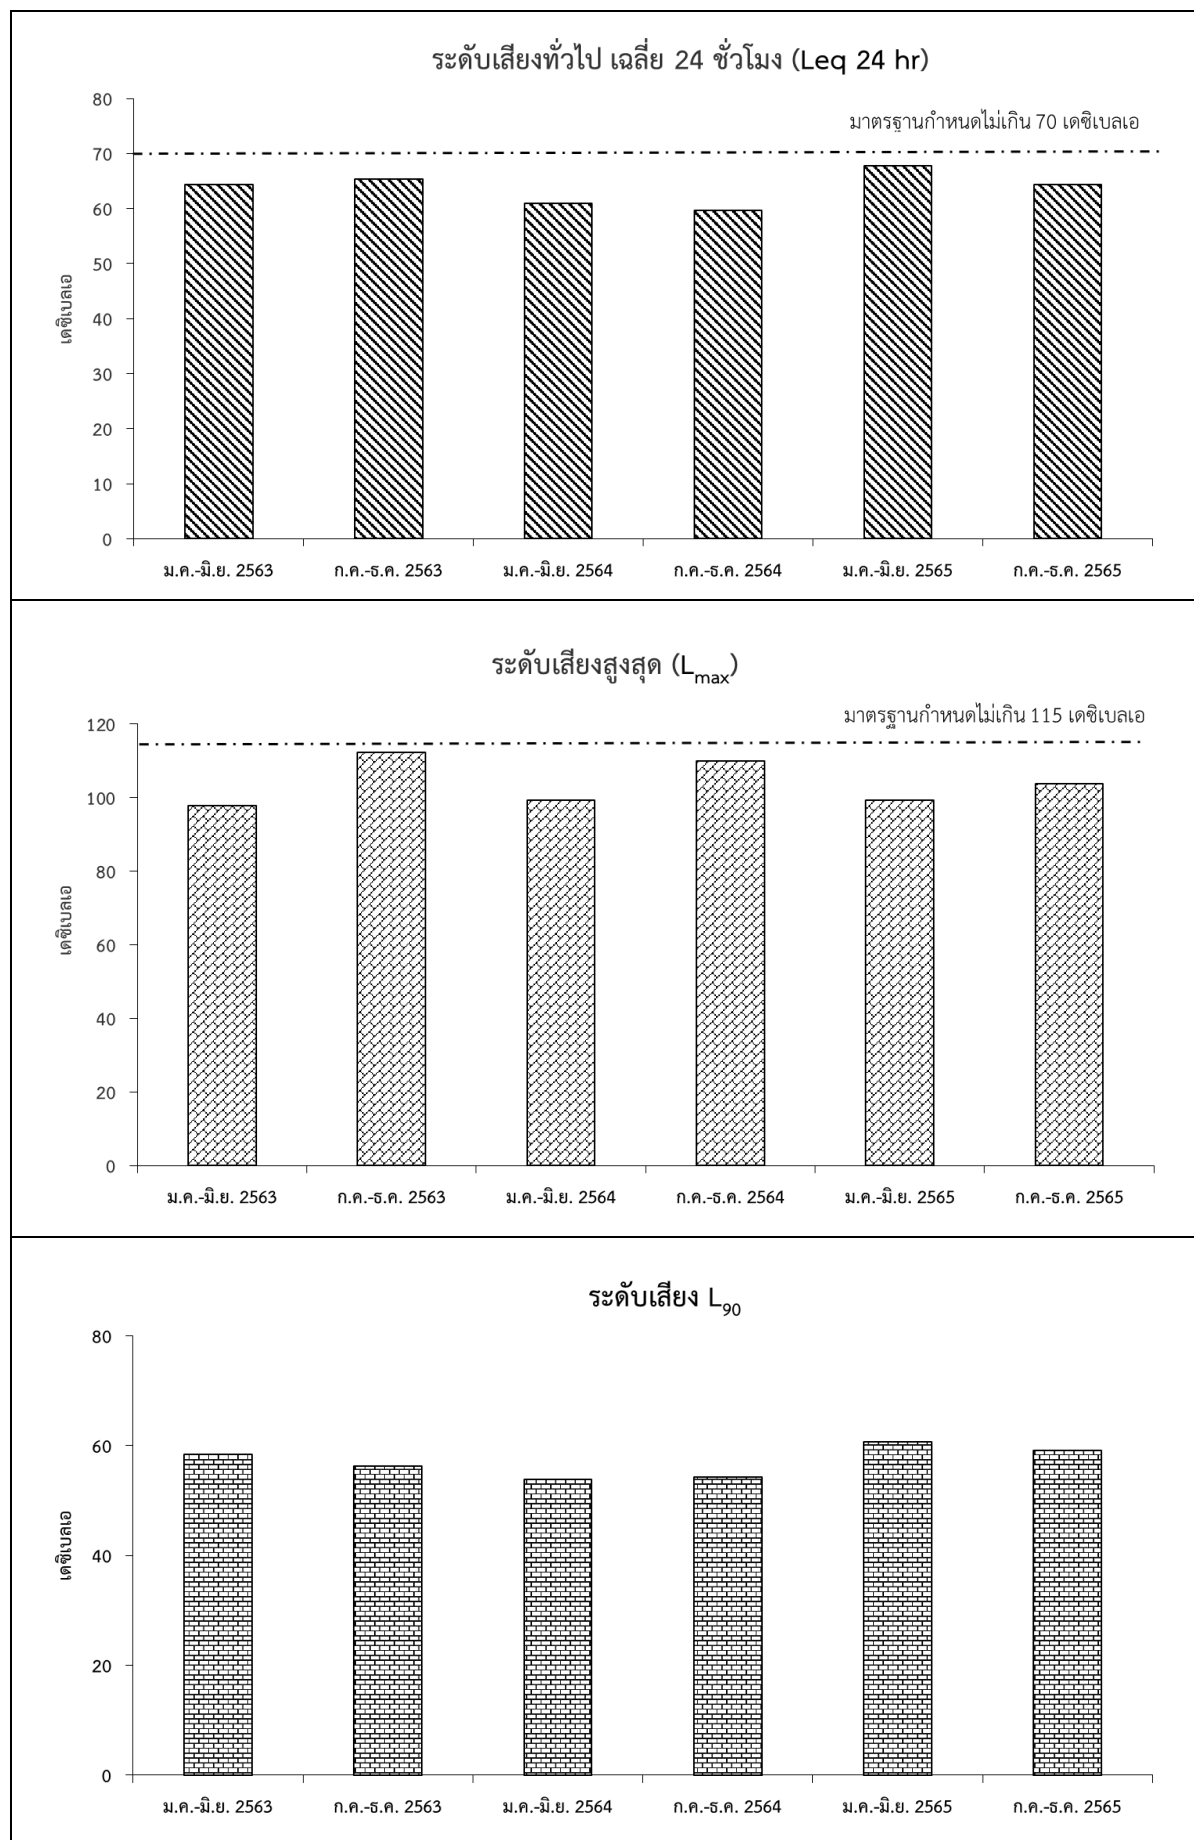 ระดับเสียงทั่วไป เฉลี่ย 24 ชั่วโมง (Leq 24 hr)
มาตรฐานกำหนดไม่เกิน 70 เดซิเบลเอ
80
70
60
50
40
30
20
10
0
เดซิเบลเอ
ม.ค.-มิ.ย. 2563 ก.ค.-ธ.ค. 2563 ม.ค.-มิ.ย. 2564 ก.ค.-ธ.ค. 2564 ม.ค.-มิ.ย. 2565 ก.ค.-ธ.ค. 2565
ระดับเสียงสูงสุด (Lmax)
มาตรฐานกำหนดไม่เกิน 115 เดซิเบลเอ
120
100
80
60
40
20
0
เดซิเบลเอ
ม.ค.-มิ.ย. 2563 ก.ค.-ธ.ค. 2563 ม.ค.-มิ.ย. 2564 ก.ค.-ธ.ค. 2564 ม.ค.-มิ.ย. 2565 ก.ค.-ธ.ค. 2565
ระดับเสียง L90
80
60
40
20
0
เดซิเบลเอ
ม.ค.-มิ.ย. 2563 ก.ค.-ธ.ค. 2563 ม.ค.-มิ.ย. 2564 ก.ค.-ธ.ค. 2564 ม.ค.-มิ.ย. 2565 ก.ค.-ธ.ค. 2565